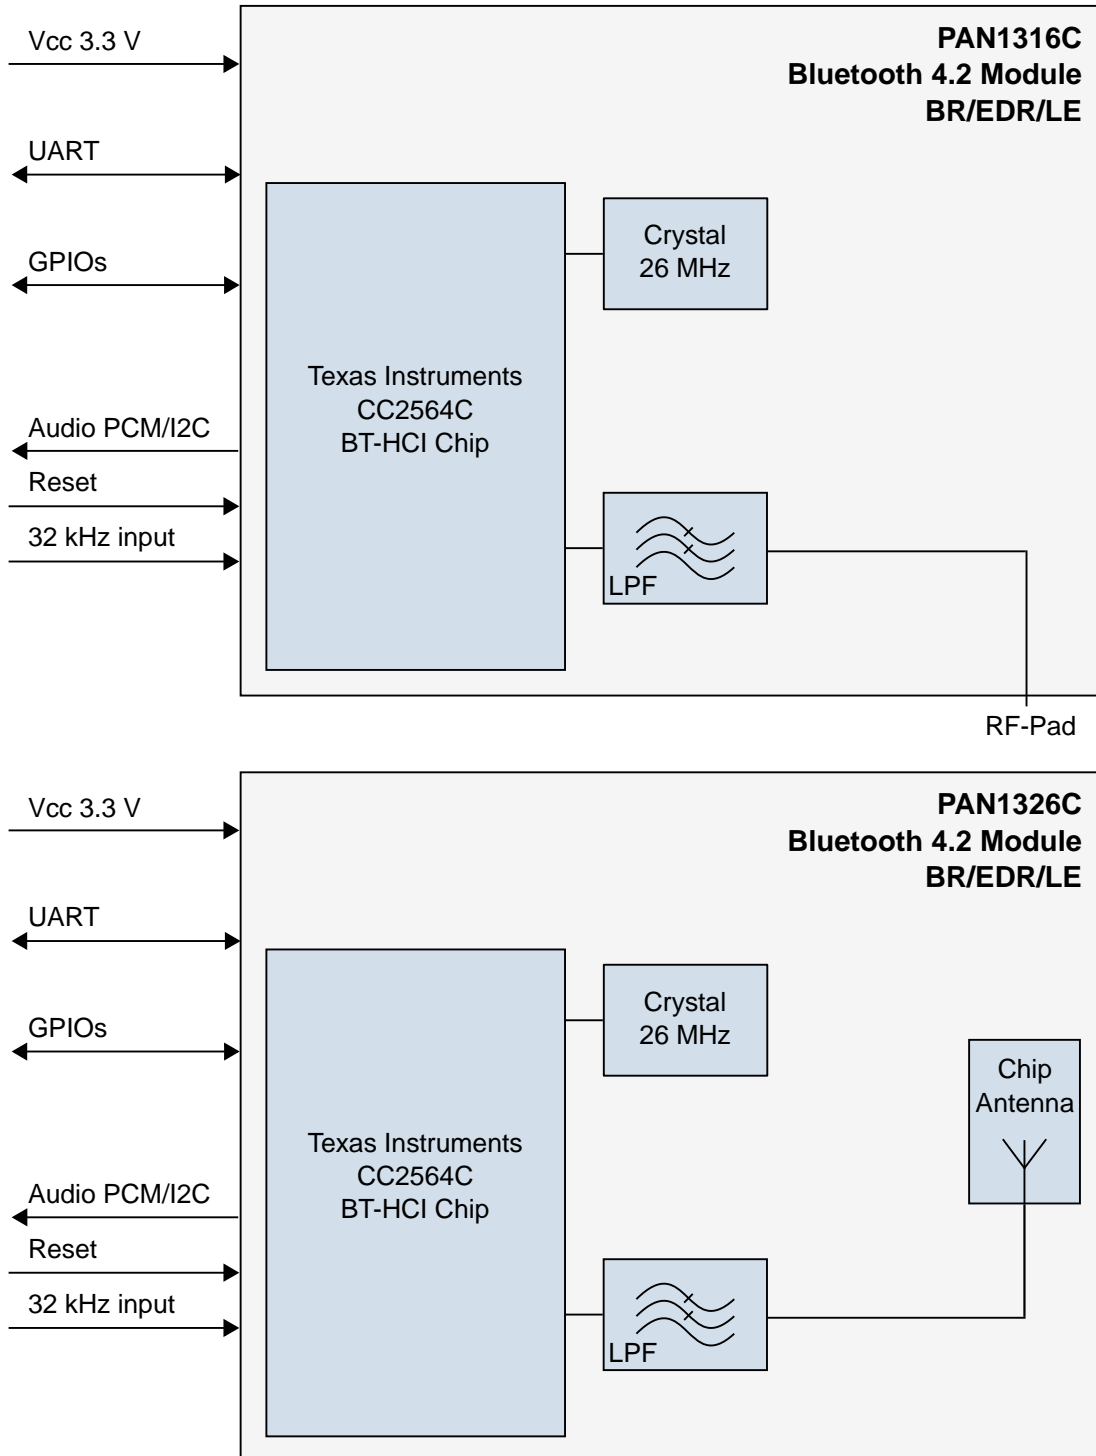 Vcc 3.3 V
PAN1316C
Bluetooth 4.2 Module
BR/EDR/LE
UART
GPIOs
Audio PCM/I2C
Reset
32 kHz input
Texas Instruments
CC2564C
BT-HCI Chip
Crystal
26 MHz
LPF
RF-Pad
Vcc 3.3 V
PAN1326C
Bluetooth 4.2 Module
BR/EDR/LE
UART
GPIOs
Audio PCM/I2C
Reset
32 kHz input
Texas Instruments
CC2564C
BT-HCI Chip
Crystal
26 MHz
Chip
Antenna
LPF